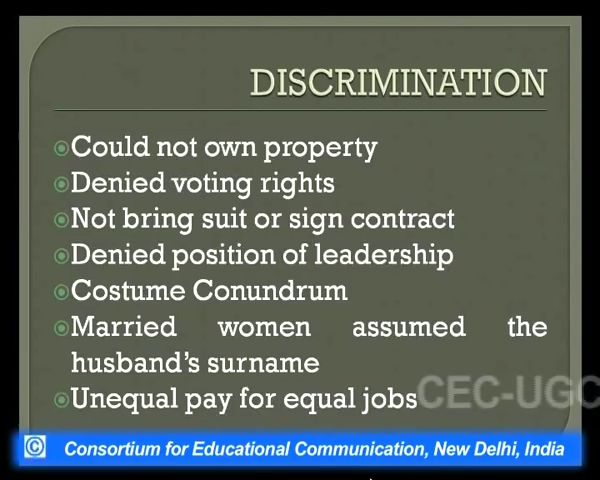 DISCRIMINATION
Could not own property
Denied voting rights
Not bring suit or sign contract
Denied position of leadership
Costume Conundrum
Married women assumed the
husband's surname
Unequal pay for equal jobs
CEC-UGC
© Consortium for Educational Communication, New Delhi, India